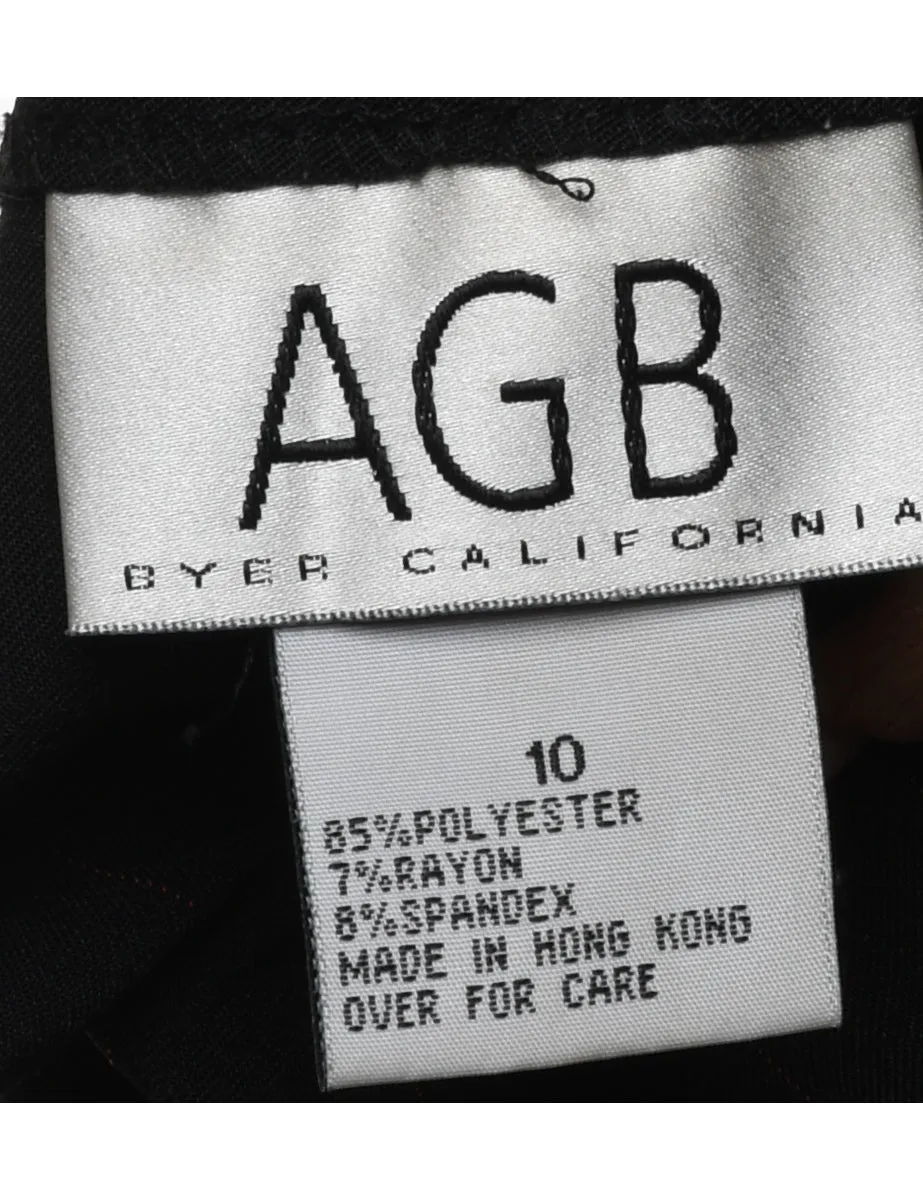 AGB
BYER CALIFORNIA
10
85%POLYESTER
7%RAYON
8%SPANDEX
MADE IN HONG KONG
OVER FOR CARE